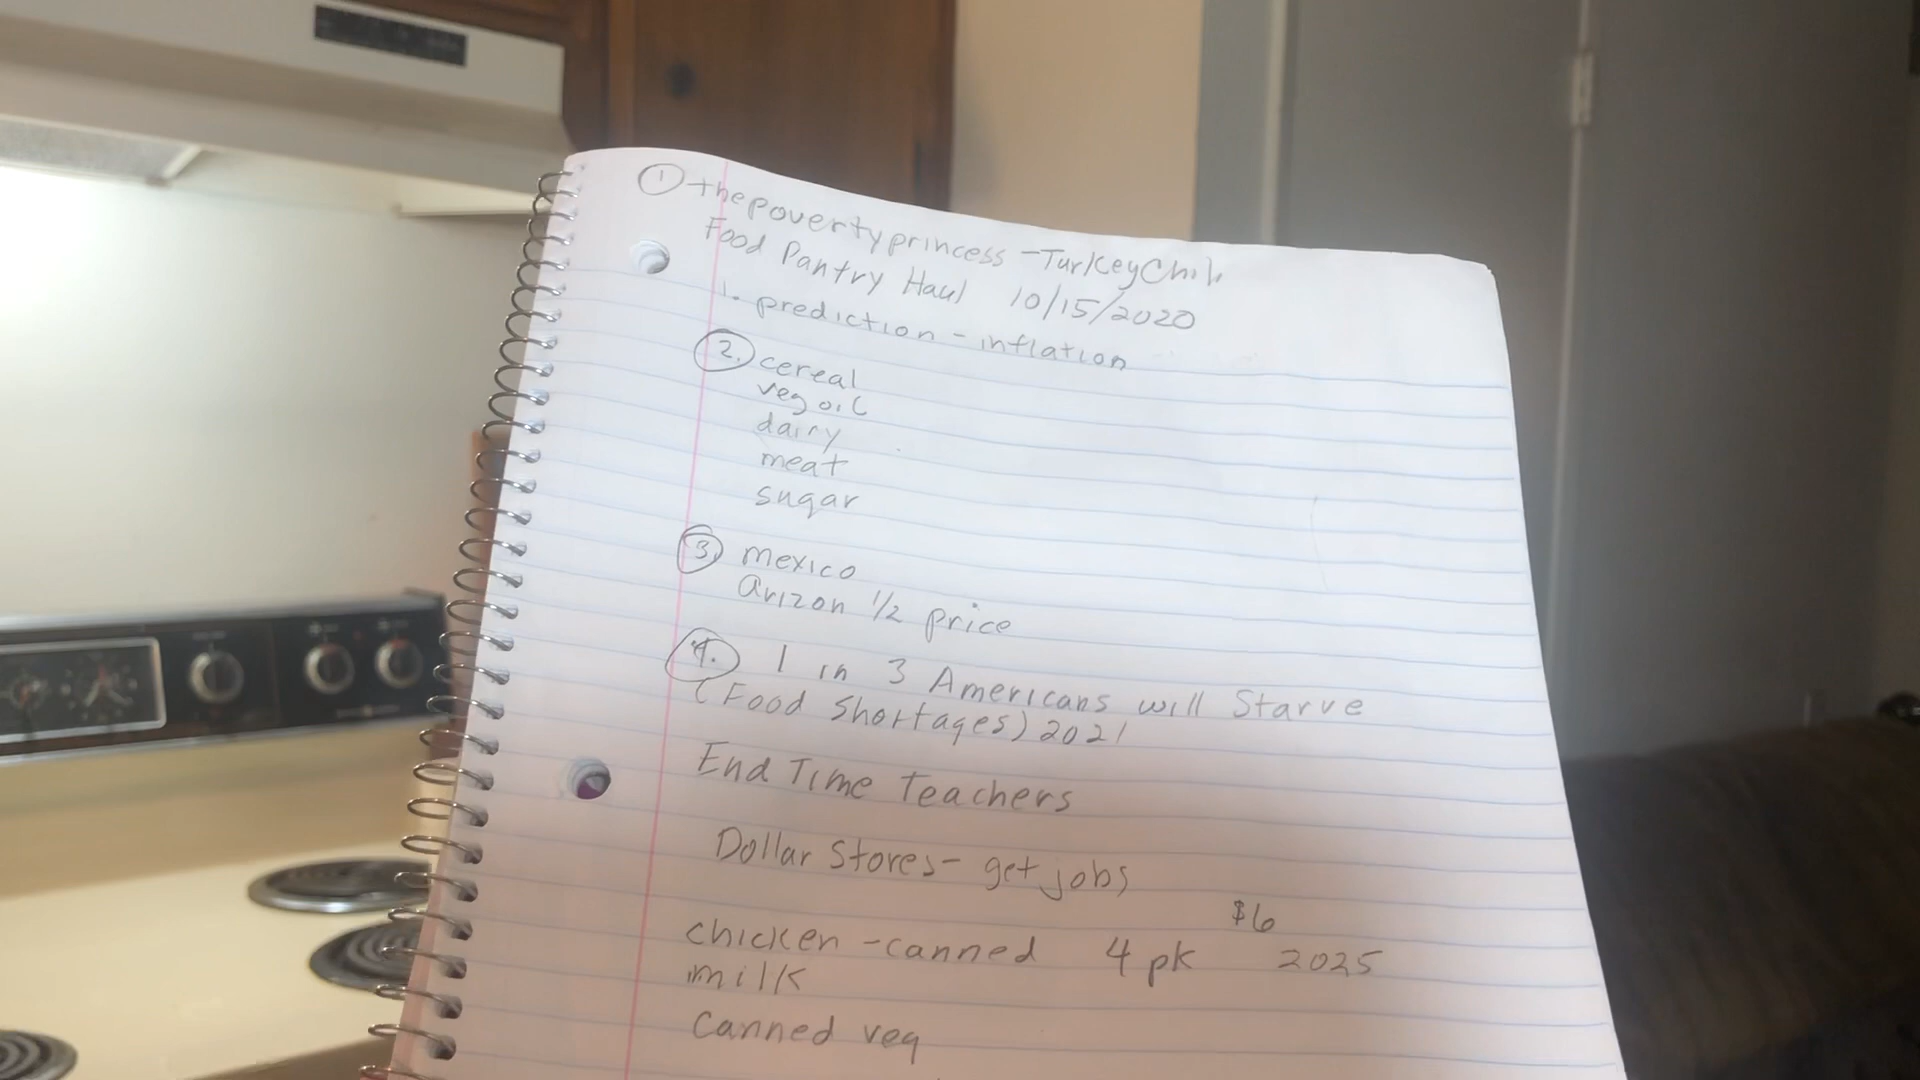 ① thepovertyprincess - Turkey Chili
Food Pantry Haul 10/15/2020
1. prediction - inflation
2. cereal
veg oil
dairy
meat
sugar
3. mexico
Arizon 1/2 price
4. 1 in 3 Americans will Starve
(Food Shortages) 2021
End Time Teachers
Dollar Stores - get jobs
$6
chicken - canned 4 pk 2025
milk
Canned veg